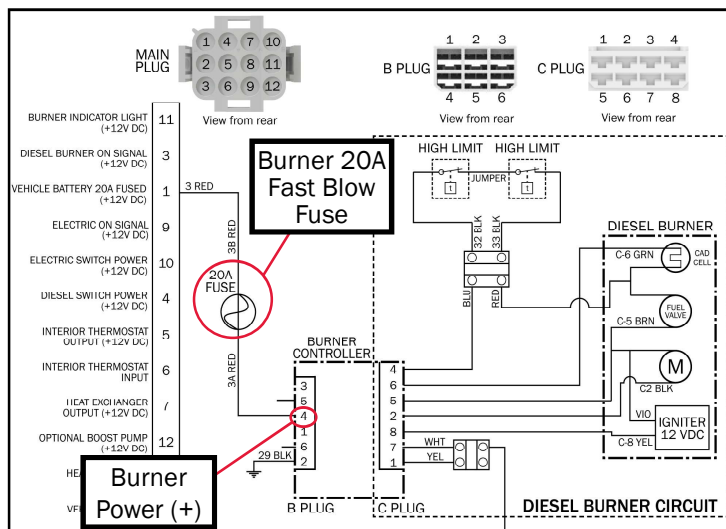 MAIN
PLUG
1 4 7 10
2 5 8 11
3 6 9 12
View from rear
B PLUG
1 2 3
4 5 6
View from rear
C PLUG
1 2 3 4
5 6 7 8
View from rear
BURNER INDICATOR LIGHT
(+12V DC)
11
DIESEL BURNER ON SIGNAL
(+12V DC)
3
VEHICLE BATTERY 20A FUSED
(+12V DC)
1
ELECTRIC ON SIGNAL
(+12V DC)
9
ELECTRIC SWITCH POWER
(+12V DC)
10
DIESEL SWITCH POWER
(+12V DC)
4
INTERIOR THERMOSTAT
OUTPUT (+12V DC)
5
INTERIOR THERMOSTAT
INPUT
6
HEAT EXCHANGER
OUTPUT (+12V DC)
7
OPTIONAL BOOST PUMP
(+12V DC)
12
3 RED
3B RED
Burner 20A
Fast Blow
Fuse
20A
FUSE
3A RED
Burner
Power (+)
29 BLK
BURNER
CONTROLLER
3
5
4
1
6
2
B PLUG
4
6
5
2
8
7
1
C PLUG
HIGH LIMIT
HIGH LIMIT
t
JUMPER
t
32 BLK
33 BLK
BLU
RED
WHT
YEL
DIESEL BURNER
C-6 GRN
CAD
CELL
C-5 BRN
FUEL
VALVE
M
C2 BLK
VIO
C-8 YEL
IGNITER
12 VDC
DIESEL BURNER CIRCUIT